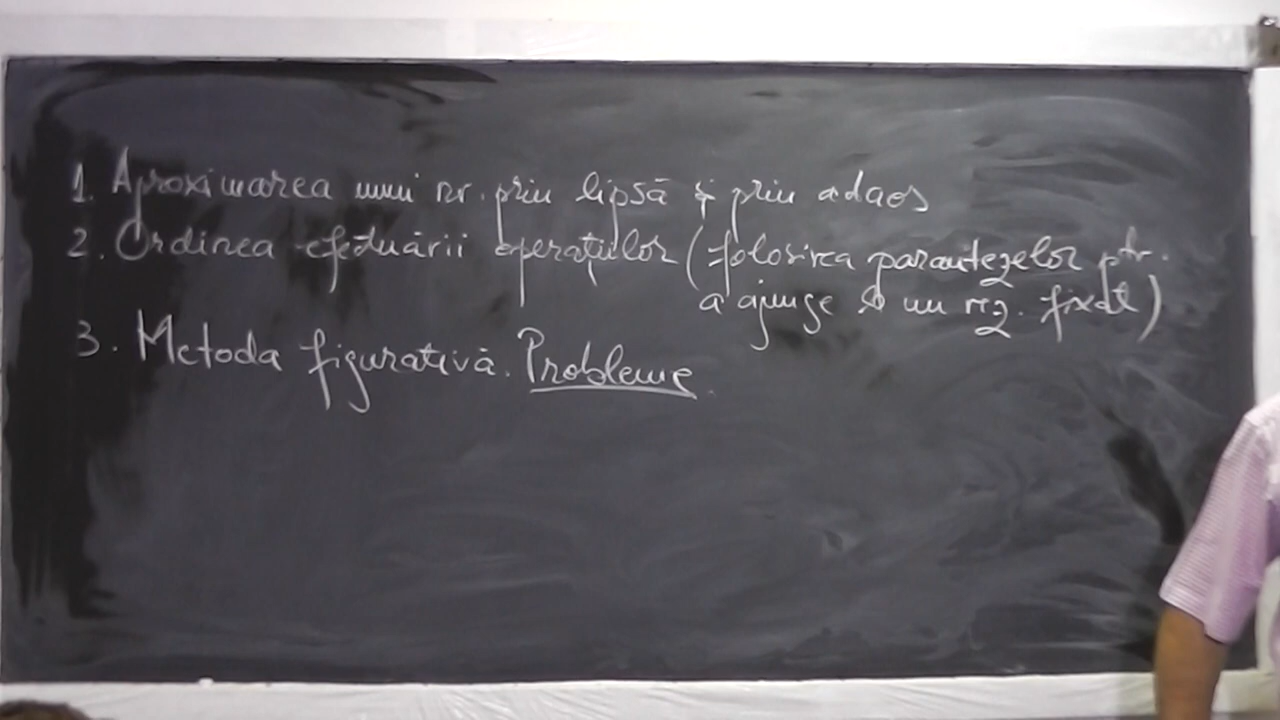 1. Aproximarea unui nr. prin lipsă și prin adaos
2. Ordinea efectuării operațiilor (folosirea parantezelor ptr.
a ajunge la un rez. fixat)
3. Metoda figurativă. Probleme.